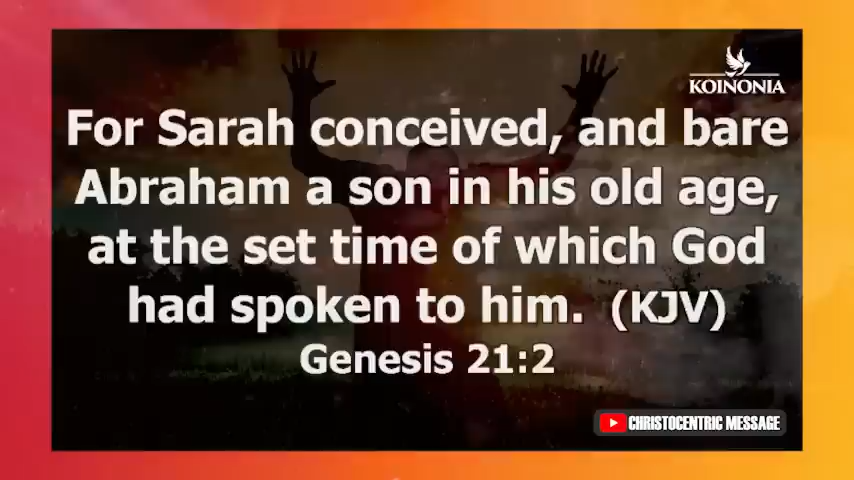 KOINONIA
For Sarah conceived, and bare
Abraham a son in his old age,
at the set time of which God
had spoken to him. (KJV)
Genesis 21:2
CHRISTOCENTRIC MESSAGE